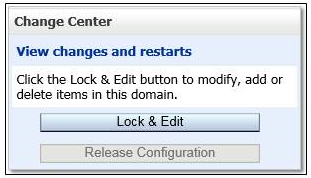 Change Center
View changes and restarts
Click the Lock & Edit button to modify, add or
delete items in this domain.
Lock & Edit
Release Configuration